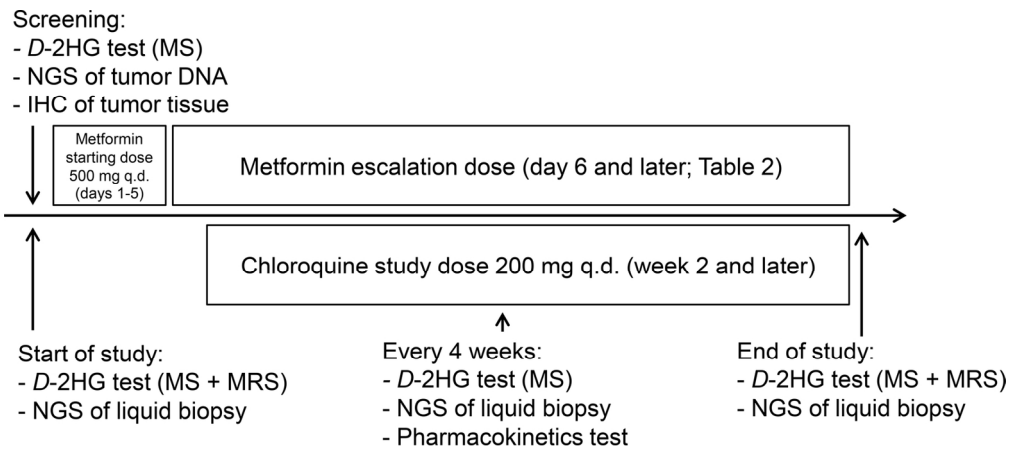 Screening:
- D-2HG test (MS)
- NGS of tumor DNA
- IHC of tumor tissue
Metformin
starting dose
500 mg q.d.
(days 1-5)
Metformin escalation dose (day 6 and later; Table 2)
Chloroquine study dose 200 mg q.d. (week 2 and later)
Start of study:
- D-2HG test (MS + MRS)
- NGS of liquid biopsy
Every 4 weeks:
- D-2HG test (MS)
- NGS of liquid biopsy
- Pharmacokinetics test
End of study:
- D-2HG test (MS + MRS)
- NGS of liquid biopsy